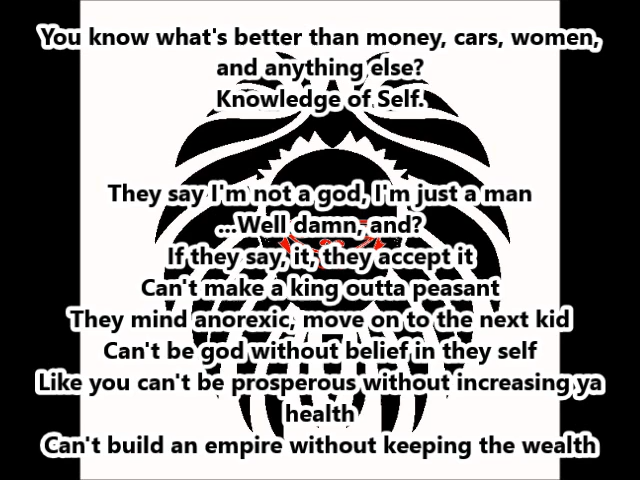 You know what's better than money, cars, women,
and anything else?
Knowledge of Self.
They say I'm not a god, I'm just a man
...Well damn, and?
If they say, it, they accept it
Can't make a king outta peasant
They mind anorexic, move on to the next kid
Can't be god without belief in they self
Like you can't be prosperous without increasing ya
health
Can't build an empire without keeping the wealth